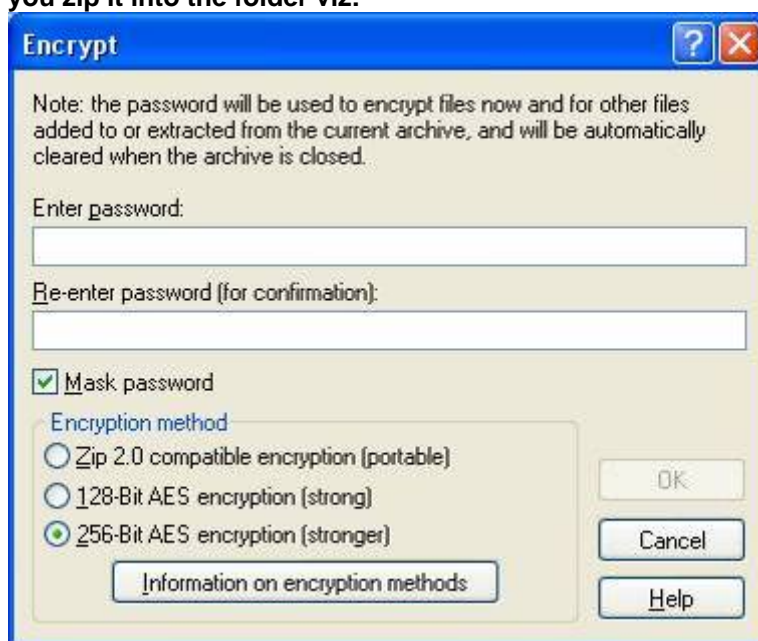 you zip it into the folder viz.
Encrypt
Note: the password will be used to encrypt files now and for other files
added to or extracted from the current archive, and will be automatically
cleared when the archive is closed.
Enter password:
Re-enter password (for confirmation):
Mask password
Encryption method
Zip 2.0 compatible encryption (portable)
128-Bit AES encryption (strong)
256-Bit AES encryption (stronger)
Information on encryption methods
OK
Cancel
Help